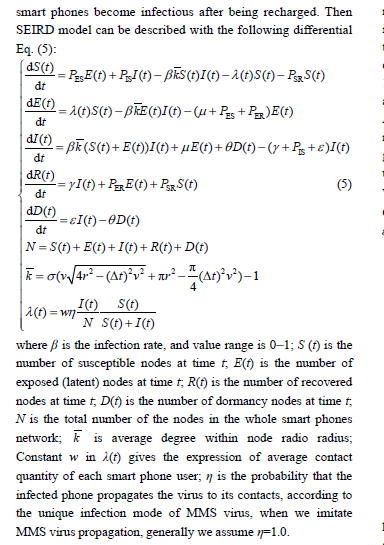 smart phones become infectious after being recharged. Then
SEIRD model can be described with the following differential
Eq. (5):
dS(t)/dt = P_ES E(t) + P_IS I(t) − βk̅S(t)I(t) − λ(t)S(t) − P_SR S(t)
dE(t)/dt = λ(t)S(t) − βk̅E(t)I(t) − (μ + P_ES + P_ER)E(t)
dI(t)/dt = βk̅(S(t) + E(t))I(t) + μE(t) + θD(t) − (γ + P_IS + ε)I(t)
dR(t)/dt = γI(t) + P_ER E(t) + P_SR S(t) (5)
dD(t)/dt = εI(t) − θD(t)
N = S(t) + E(t) + I(t) + R(t) + D(t)
k̅ = σ(v√(4r² − (Δt)²v²) + πr² − π/4 (Δt)²v²) − 1
λ(t) = wη I(t)/N S(t)/(S(t) + I(t))
where β is the infection rate, and value range is 0–1; S (t) is the
number of susceptible nodes at time t; E(t) is the number of
exposed (latent) nodes at time t; R(t) is the number of recovered
nodes at time t; D(t) is the number of dormancy nodes at time t;
N is the total number of the nodes in the whole smart phones
network; k̅ is average degree within node radio radius;
Constant w in λ(t) gives the expression of average contact
quantity of each smart phone user; η is the probability that the
infected phone propagates the virus to its contacts, according to
the unique infection mode of MMS virus, when we imitate
MMS virus propagation, generally we assume η=1.0.